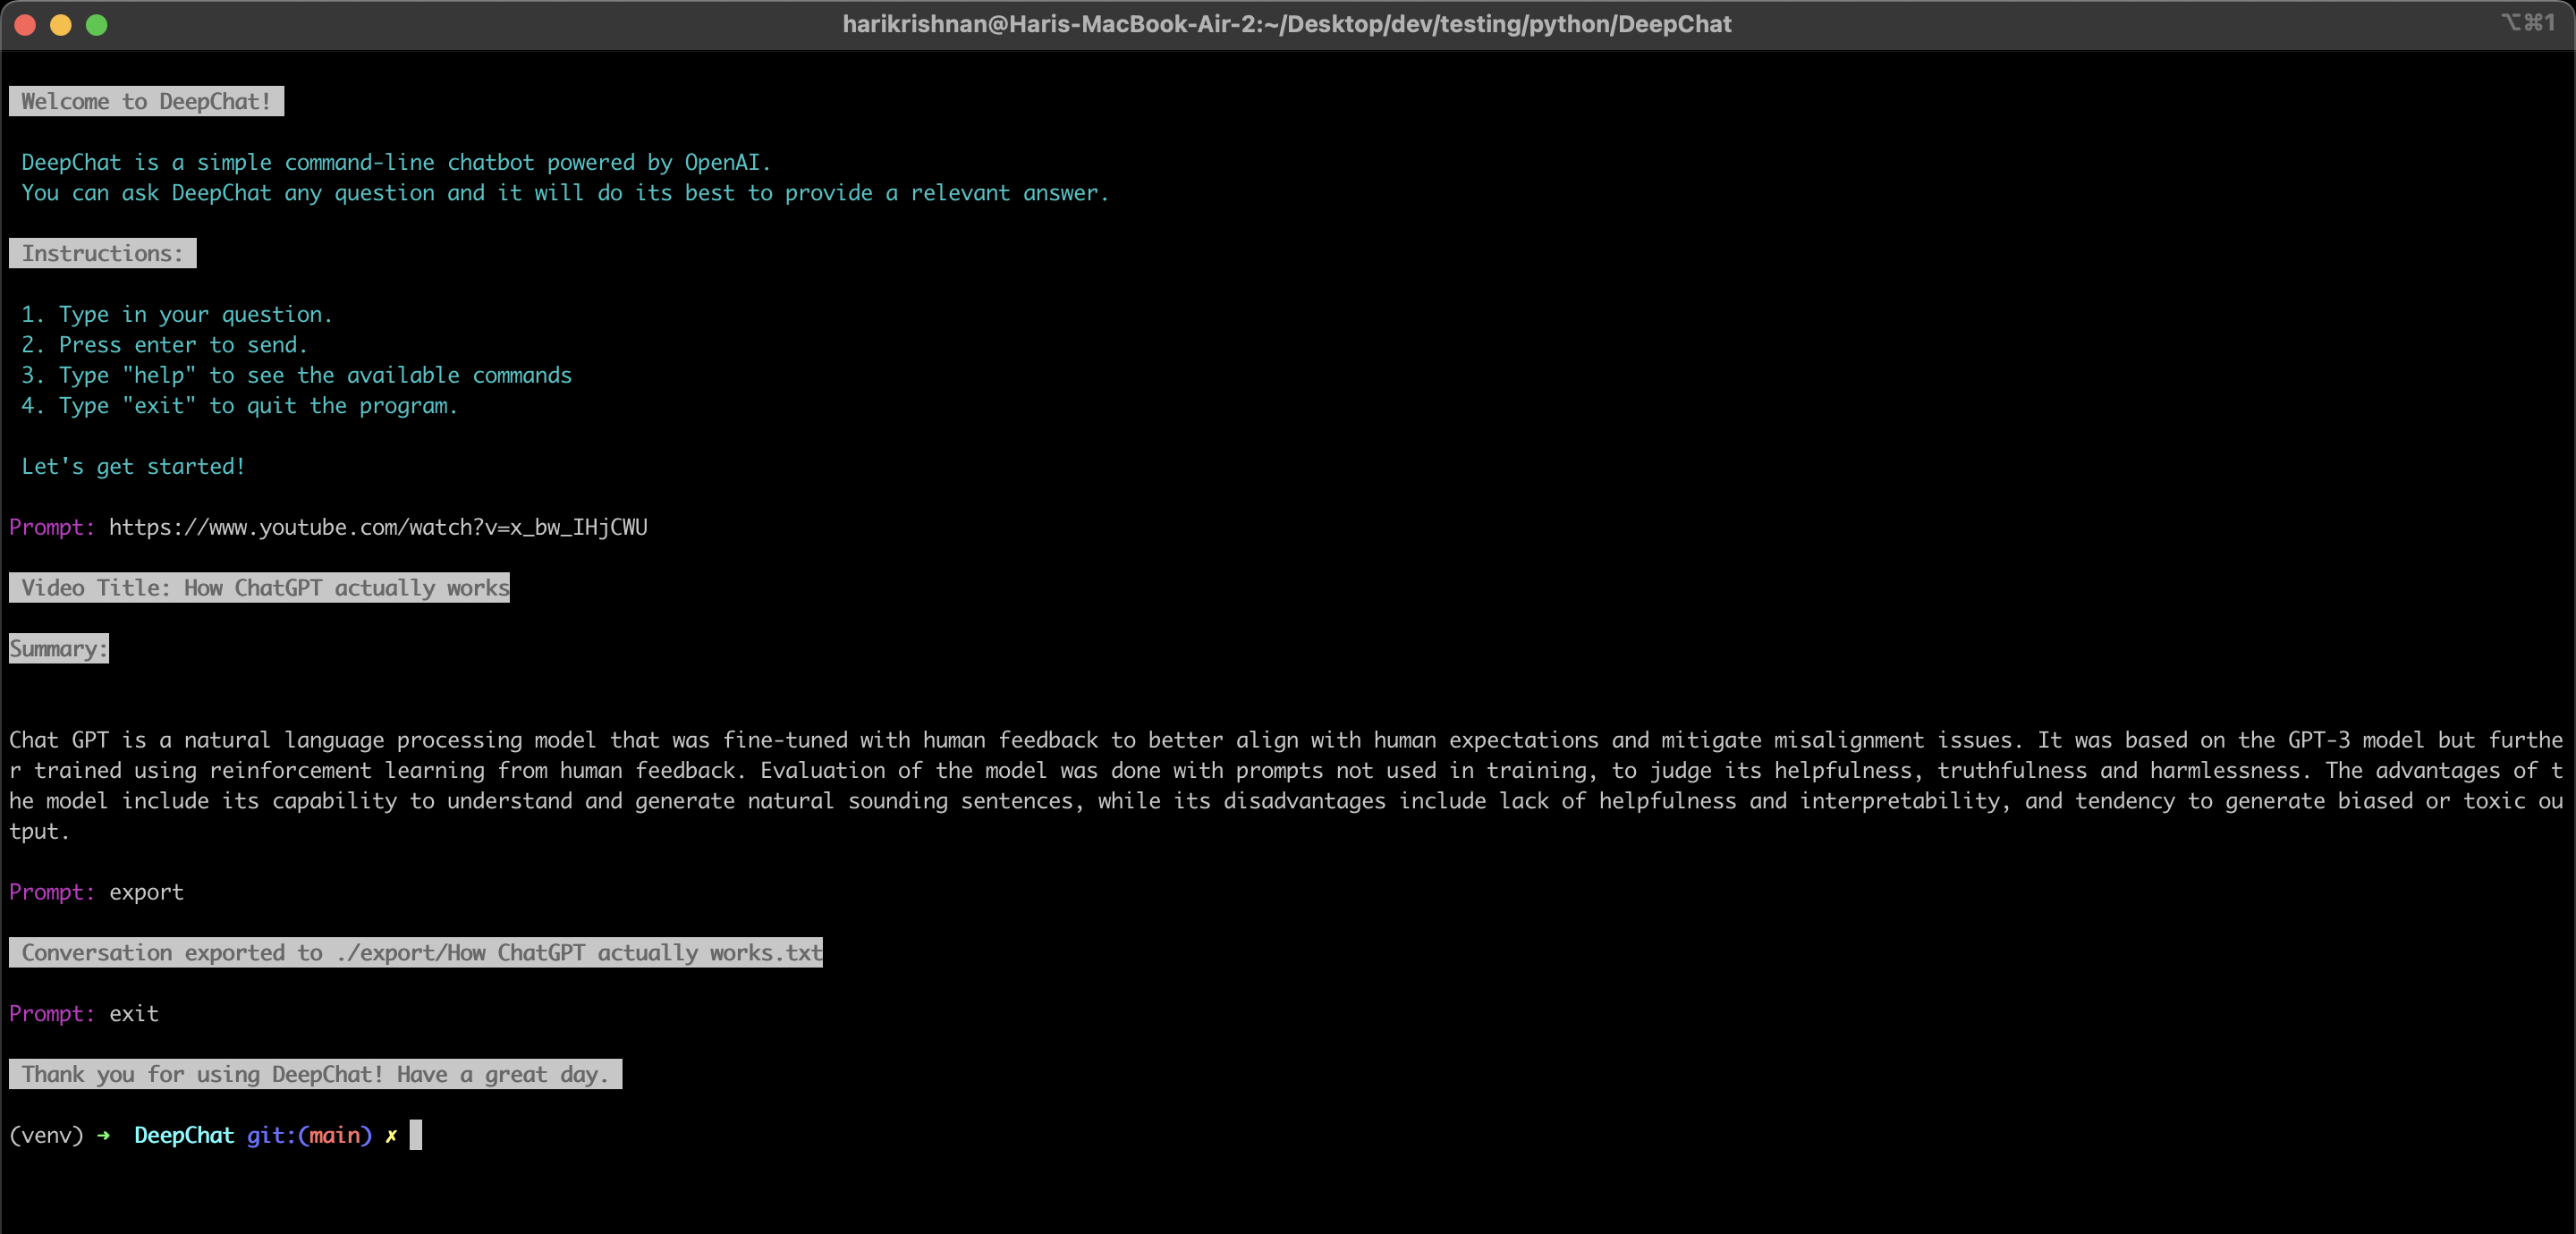 harikrishnan@Haris-MacBook-Air-2:~/Desktop/dev/testing/python/DeepChat
⌥⌘1
Welcome to DeepChat!
DeepChat is a simple command-line chatbot powered by OpenAI.
You can ask DeepChat any question and it will do its best to provide a relevant answer.
Instructions:
1. Type in your question.
2. Press enter to send.
3. Type "help" to see the available commands
4. Type "exit" to quit the program.
Let's get started!
Prompt: https://www.youtube.com/watch?v=x_bw_IHjCWU
Video Title: How ChatGPT actually works
Summary:
Chat GPT is a natural language processing model that was fine-tuned with human feedback to better align with human expectations and mitigate misalignment issues. It was based on the GPT-3 model but furthe
r trained using reinforcement learning from human feedback. Evaluation of the model was done with prompts not used in training, to judge its helpfulness, truthfulness and harmlessness. The advantages of t
he model include its capability to understand and generate natural sounding sentences, while its disadvantages include lack of helpfulness and interpretability, and tendency to generate biased or toxic ou
tput.
Prompt: export
Conversation exported to ./export/How ChatGPT actually works.txt
Prompt: exit
Thank you for using DeepChat! Have a great day.
(venv) ➜  DeepChat git:(main) ✗